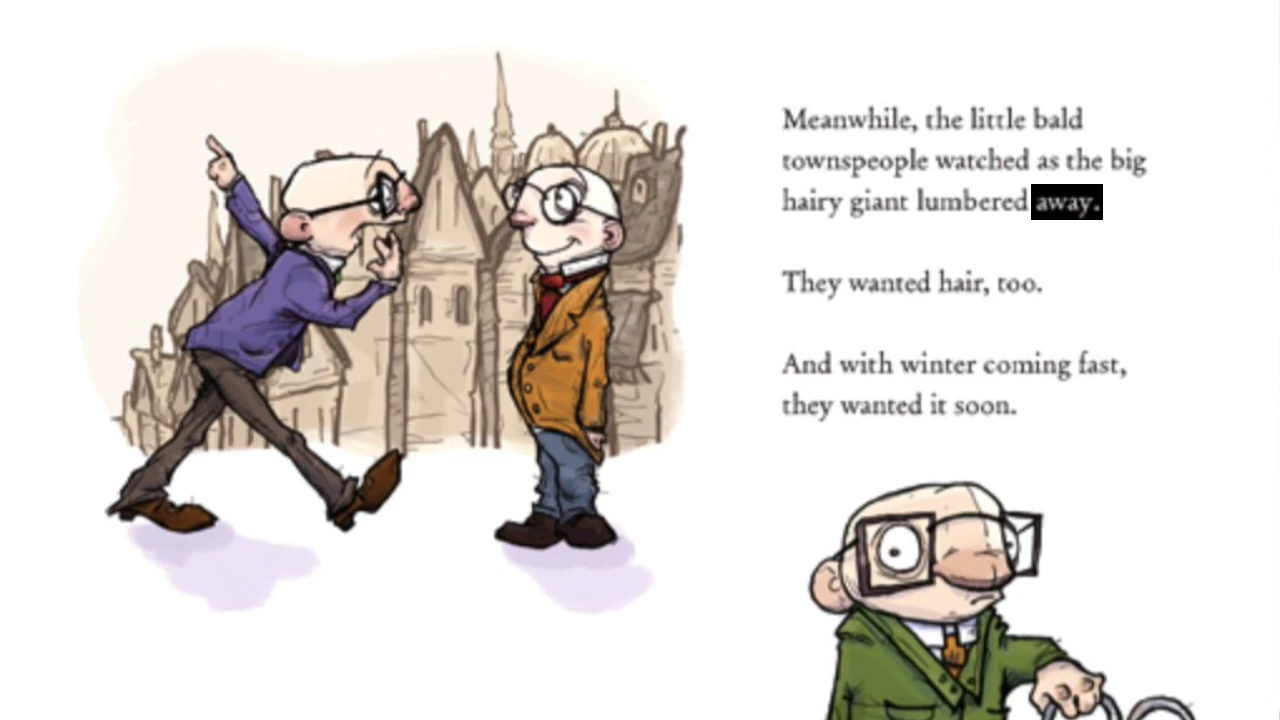 Meanwhile, the little bald
townspeople watched as the big
hairy giant lumbered away.
They wanted hair, too.
And with winter coming fast,
they wanted it soon.